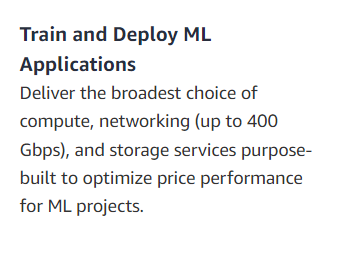 Train and Deploy ML
Applications
Deliver the broadest choice of
compute, networking (up to 400
Gbps), and storage services purpose-
built to optimize price performance
for ML projects.